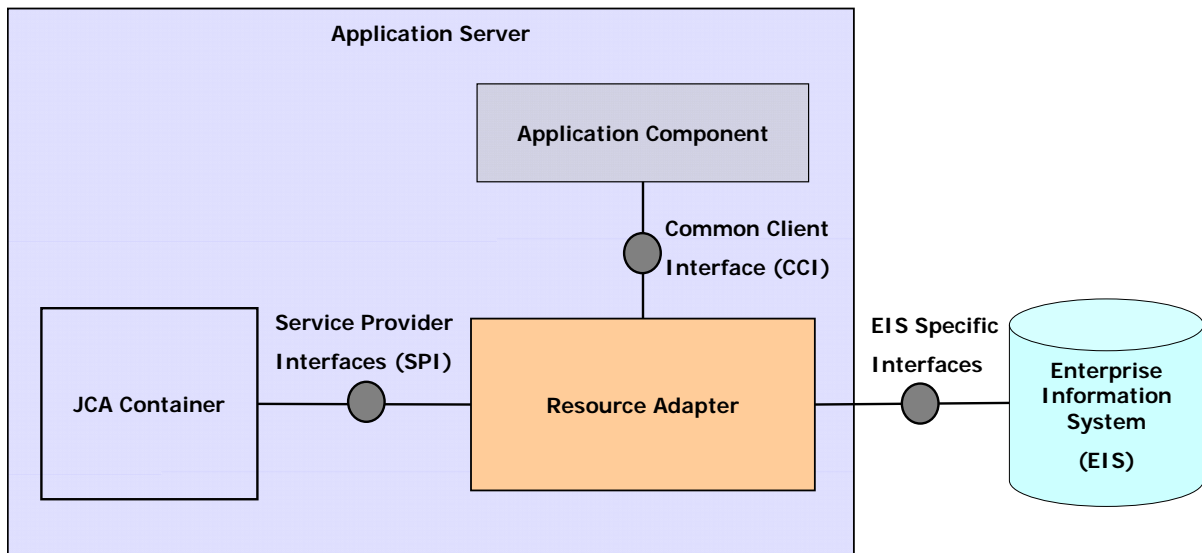 Application Server
Application Component
Common Client
Interface (CCI)
Service Provider
Interfaces (SPI)
EIS Specific
Interfaces
JCA Container
Resource Adapter
Enterprise
Information
System
(EIS)